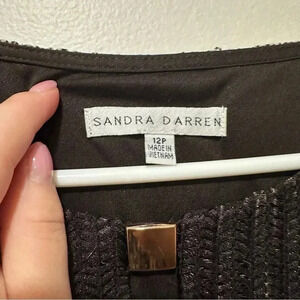 SANDRA DARREN
12P
MADE IN
VIETNAM